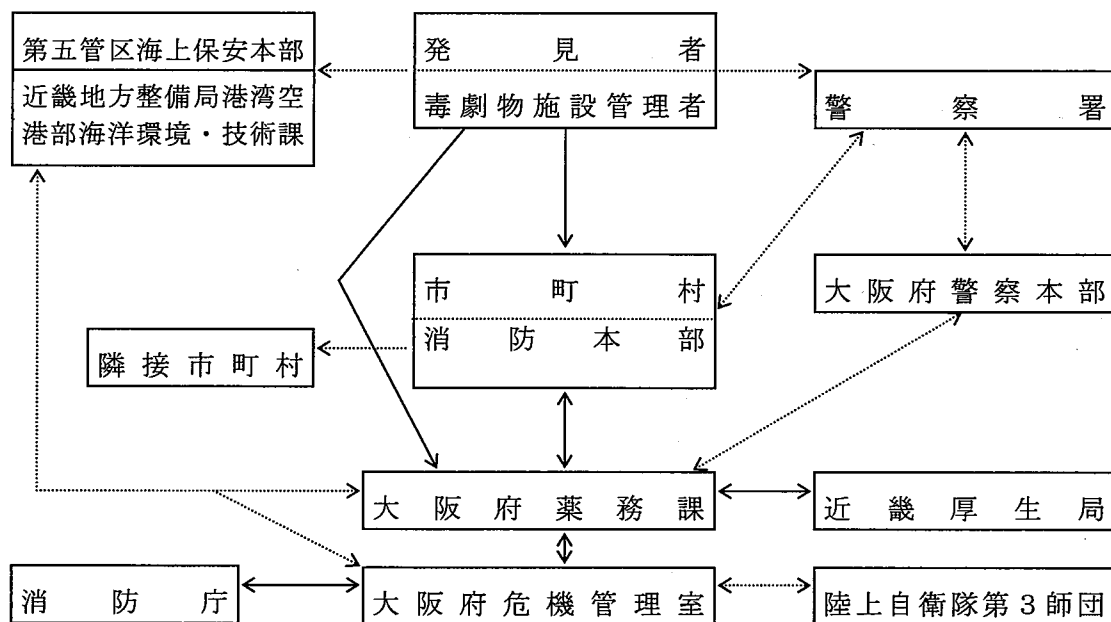 第五管区海上保安本部
近畿地方整備局港湾空
港部海洋環境・技術課
発見者
毒劇物施設管理者
警察署
市町村
消防本部
大阪府警察本部
隣接市町村
大阪府薬務課
近畿厚生局
消防庁
大阪府危機管理室
陸上自衛隊第3師団